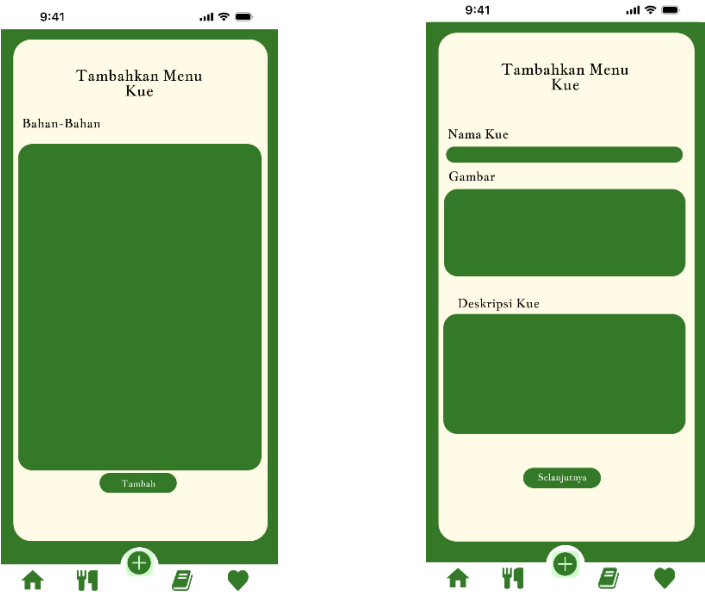 9:41
Tambahkan Menu
Kue
Bahan-Bahan
Tambah
9:41
Tambahkan Menu
Kue
Nama Kue
Gambar
Deskripsi Kue
Selanjutnya